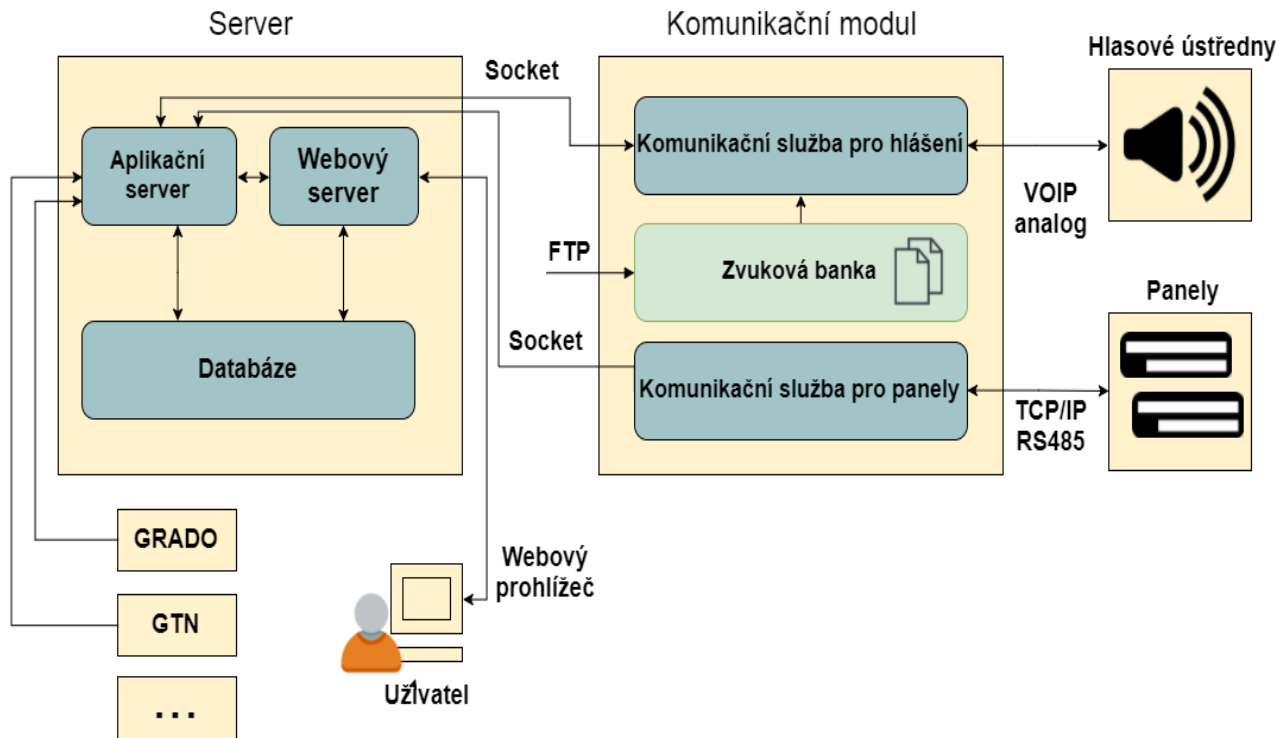 Server
Komunikační modul
Hlasové ústředny
Socket
Aplikační
server
Webový
server
Komunikační služba pro hlášení
VOIP
analog
FTP
Zvuková banka
Panely
Databáze
Socket
Komunikační služba pro panely
TCP/IP
RS485
GRADO
GTN
...
Webový
prohlížeč
Uživatel